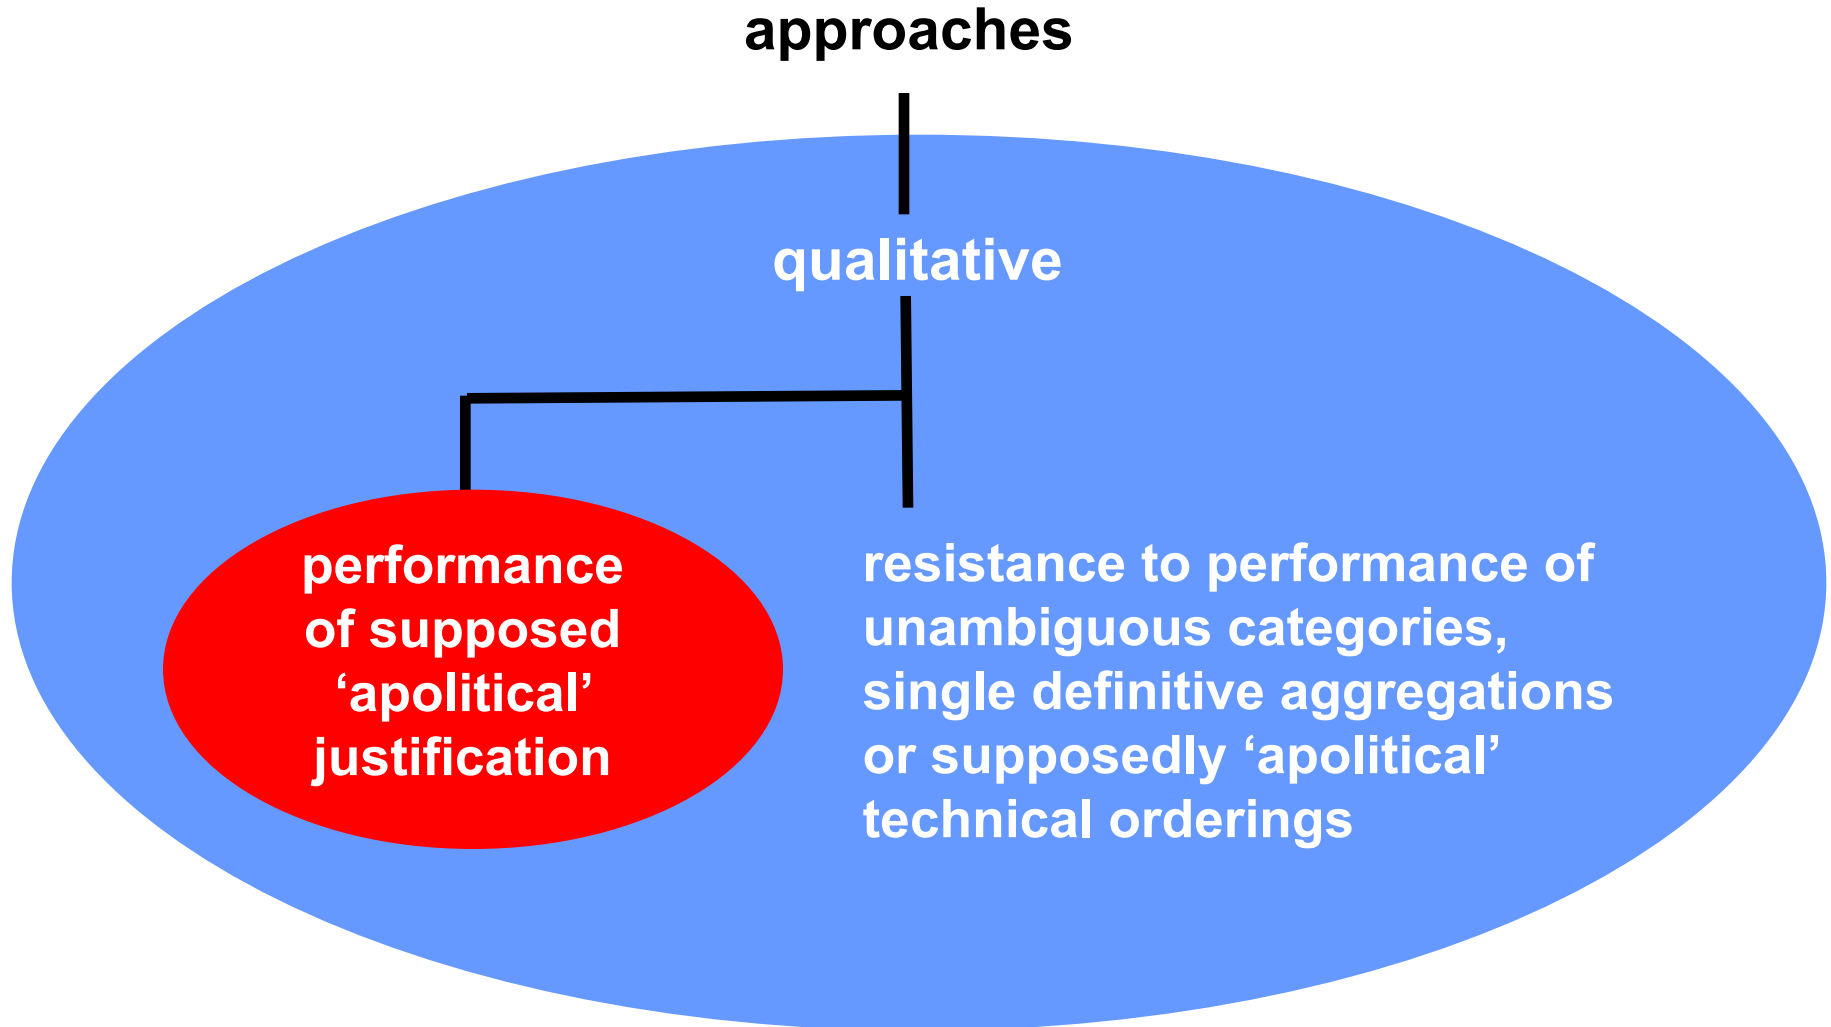 approaches
qualitative
performance
of supposed
‘apolitical’
justification
resistance to performance of
unambiguous categories,
single definitive aggregations
or supposedly ‘apolitical’
technical orderings